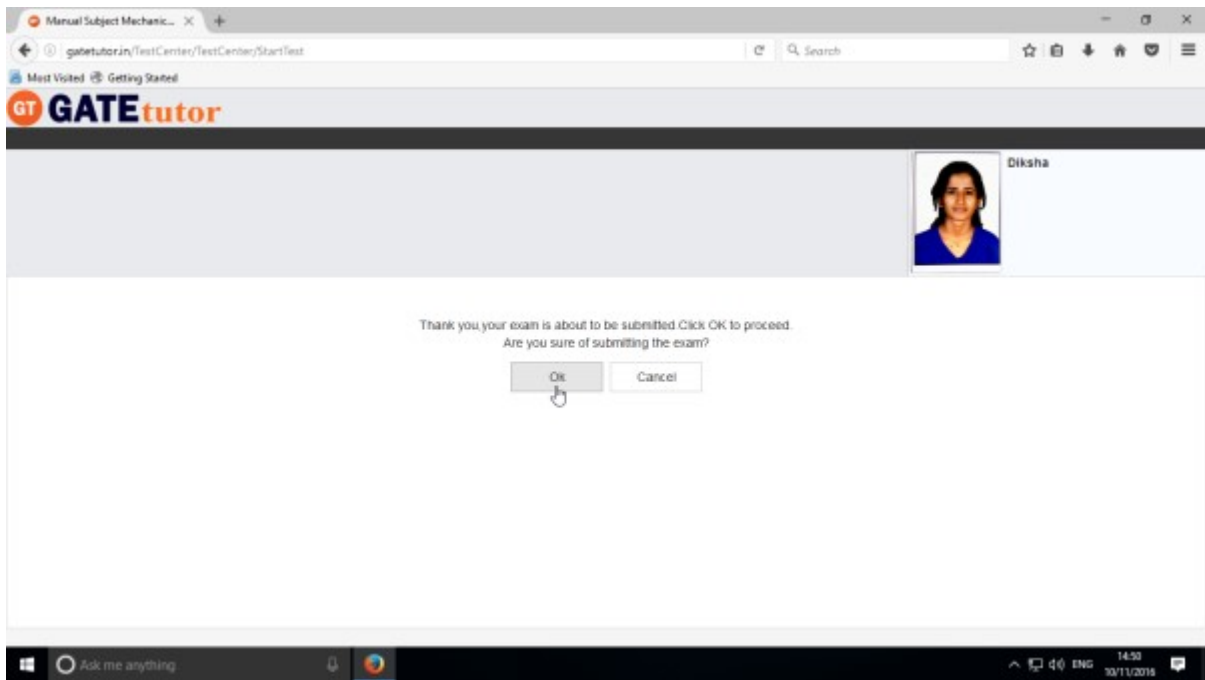 Manual Subject Mechanic...
gatetutor.in/TestCenter/TestCenter/StartTest
Search
Most Visited Getting Started
GT GATEtutor
Diksha
Thank you,your exam is about to be submitted.Click OK to proceed.
Are you sure of submitting the exam?
Ok Cancel
Ask me anything
ENG
14:50
10/11/2016